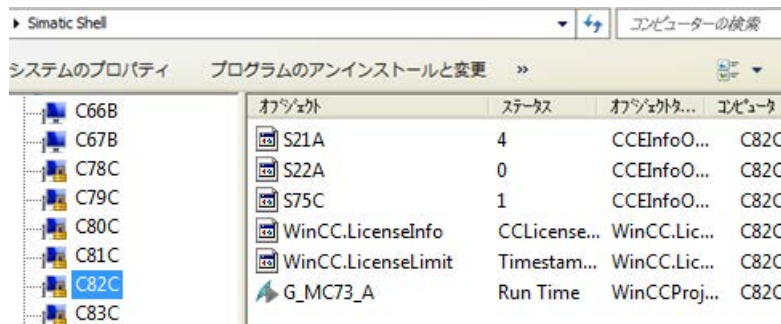 Simatic Shell
コンピューターの検索
システムのプロパティ プログラムのアンインストールと変更 »
C66B
C67B
C78C
C79C
C80C
C81C
C82C
C83C
オブジェクト ステータス オブジェクタ... コンピュータ
S21A 4 CCEInfoO... C82C
S22A 0 CCEInfoO... C82C
S75C 1 CCEInfoO... C82C
WinCC.LicenseInfo CCLicense... WinCC.Lic... C82C
WinCC.LicenseLimit Timestam... WinCC.Lic... C82C
G_MC73_A Run Time WinCCProj... C82C